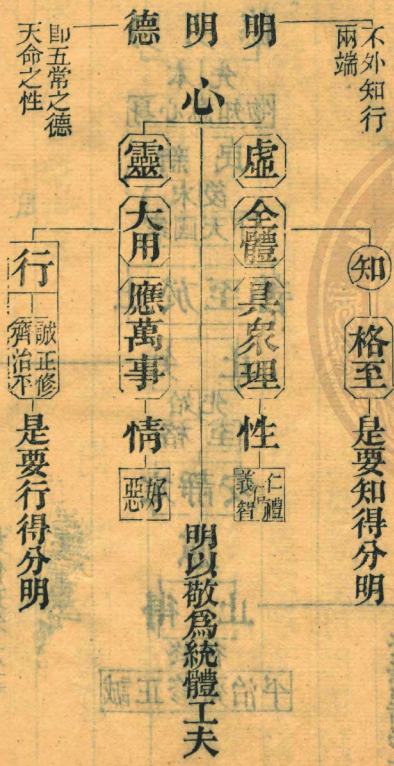 明明德
不外知行
兩端
卽五常之德
天命之性
心
虛
全體
具衆理
性
仁禮
信
義智
靈
大用
應萬事
情
好
惡
知
格至
是要知得分明
行
誠正修
齊治平
是要行得分明
明以敬爲統體工夫